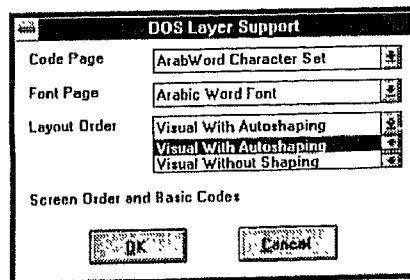 DOS Layer Support
Code Page ArabWord Character Set
Font Page Arabic Word Font
Layout Order Visual With Autoshaping
Visual With Autoshaping
Visual Without Shaping
Screen Order and Basic Codes
OK Cancel